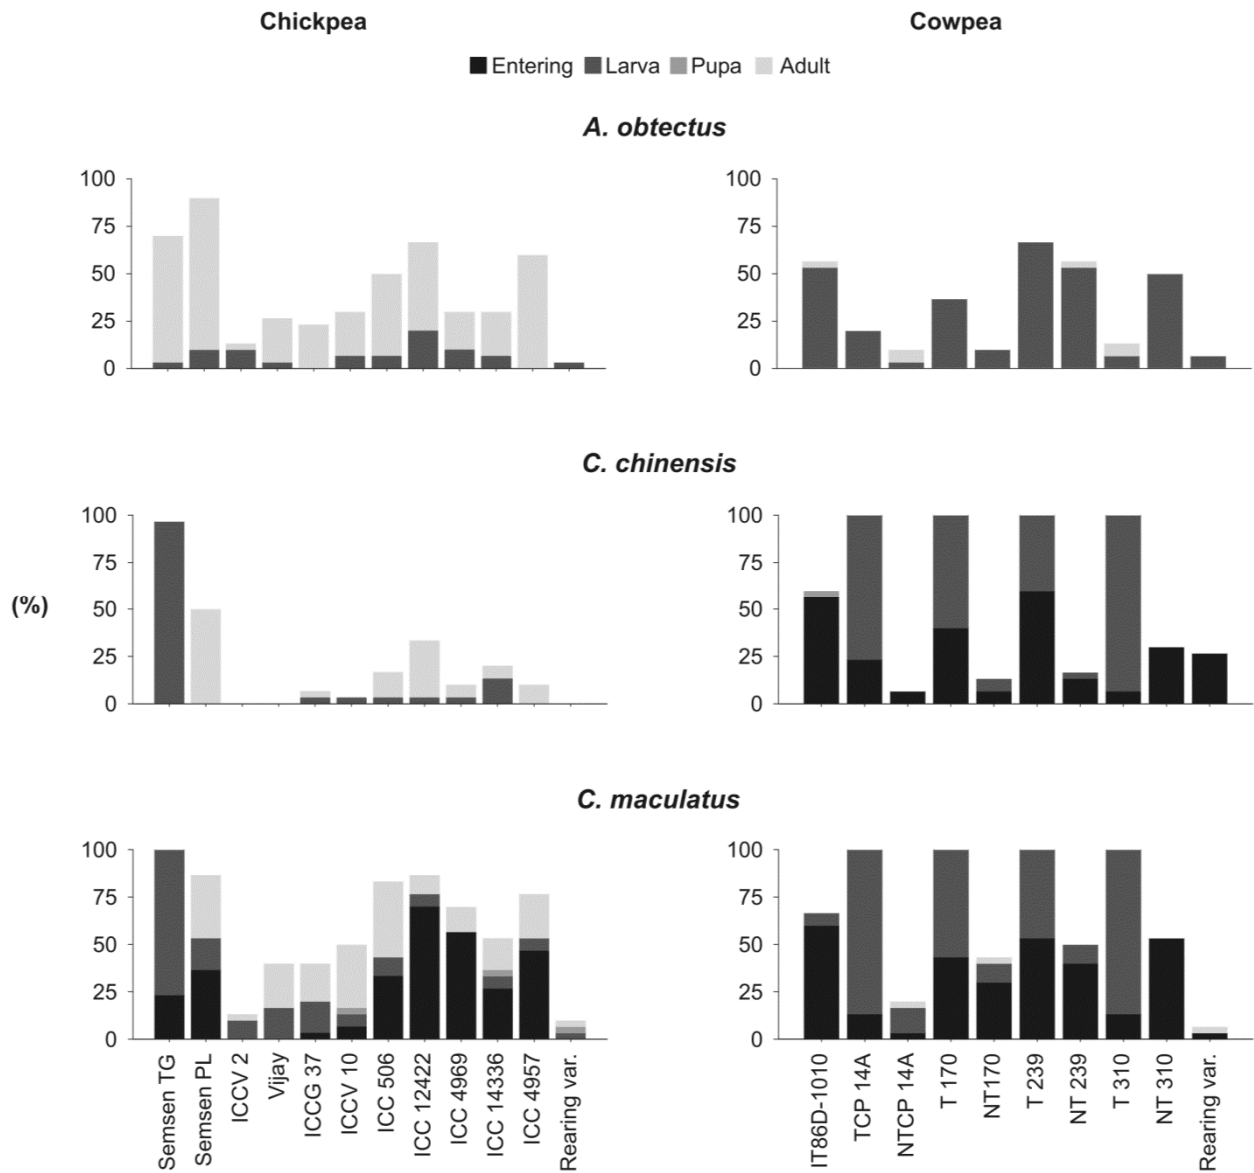 Chickpea Cowpea
Entering Larva Pupa Adult
A. obtectus
100 100
75 75
50 50
25 25
0 0
C. chinensis
100 100
75 75
(%) 50 50
25 25
0 0
C. maculatus
100 100
75 75
50 50
25 25
0 0
Semsen TG
Semsen PL
ICCV 2
Vijay
ICCG 37
ICCV 10
ICC 506
ICC 12422
ICC 4969
ICC 14336
ICC 4957
Rearing var.
IT86D-1010
TCP 14A
NTCP 14A
T 170
NT170
T 239
NT 239
T 310
NT 310
Rearing var.